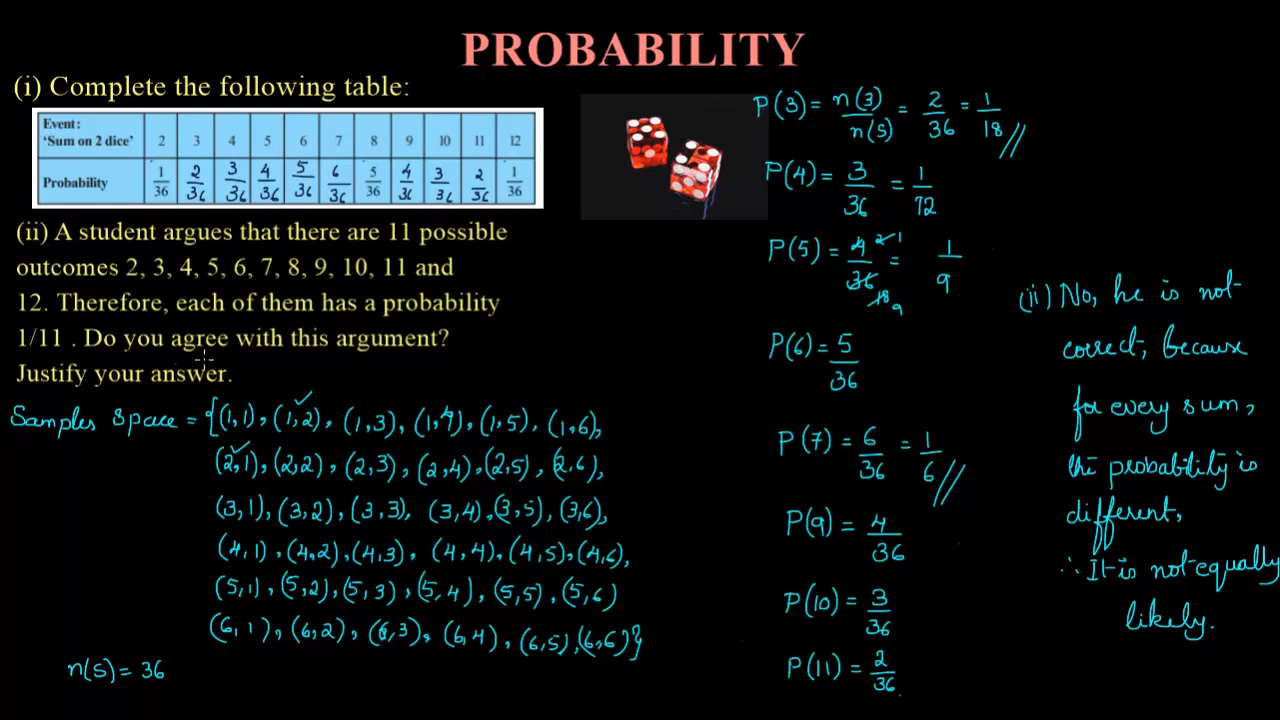 PROBABILITY
(i) Complete the following table:
Event: 'Sum on 2 dice' 2 3 4 5 6 7 8 9 10 11 12
Probability 1/36 2/36 3/36 4/36 5/36 6/36 5/36 4/36 3/36 2/36 1/36
(ii) A student argues that there are 11 possible
outcomes 2, 3, 4, 5, 6, 7, 8, 9, 10, 11 and
12. Therefore, each of them has a probability
1/11 . Do you agree with this argument?
Justify your answer.
Samples space = {(1,1), (1,2), (1,3), (1,4), (1,5), (1,6),
(2,1), (2,2), (2,3), (2,4), (2,5), (2,6),
(3,1), (3,2), (3,3), (3,4), (3,5), (3,6),
(4,1), (4,2), (4,3), (4,4), (4,5), (4,6),
(5,1), (5,2), (5,3), (5,4), (5,5), (5,6)
(6,1), (6,2), (6,3), (6,4), (6,5), (6,6)}
n(S) = 36
P(3) = n(3)/n(S) = 2/36 = 1/18 //
P(4) = 3/36 = 1/12
P(5) = 4/36 = 1/9
P(6) = 5/36
P(7) = 6/36 = 1/6 //
P(9) = 4/36
P(10) = 3/36
P(11) = 2/36
(ii) No, he is not
correct, because
for every sum,
the probability is
different,
∴ It is not equally
likely.